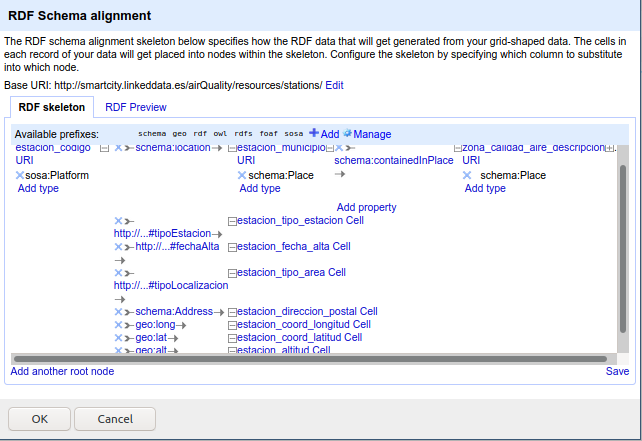 RDF Schema alignment
The RDF schema alignment skeleton below specifies how the RDF data that will get generated from your grid-shaped data. The cells in
each record of your data will get placed into nodes within the skeleton. Configure the skeleton by specifying which column to substitute
into which node.
Base URI: http://smartcity.linkeddata.es/airQuality/resources/stations/ Edit
RDF skeleton RDF Preview
Available prefixes: schema geo rdf owl rdfs foaf sosa Add Manage
estacion_codigo schema:location estacion_municipio zona_calidad_aire_descripcion
URI URI schema:containedInPlace URI
sosa:Platform schema:Place schema:Place
Add type Add type Add type
Add property
estacion_tipo_estacion Cell
http://...#tipoEstacion
http://...#fechaAlta estacion_fecha_alta Cell
estacion_tipo_area Cell
http://...#tipoLocalizacion
schema:Address estacion_direccion_postal Cell
geo:long estacion_coord_longitud Cell
geo:lat estacion_coord_latitud Cell
geo:alt estacion_altitud Cell
Add another root node Save
OK Cancel